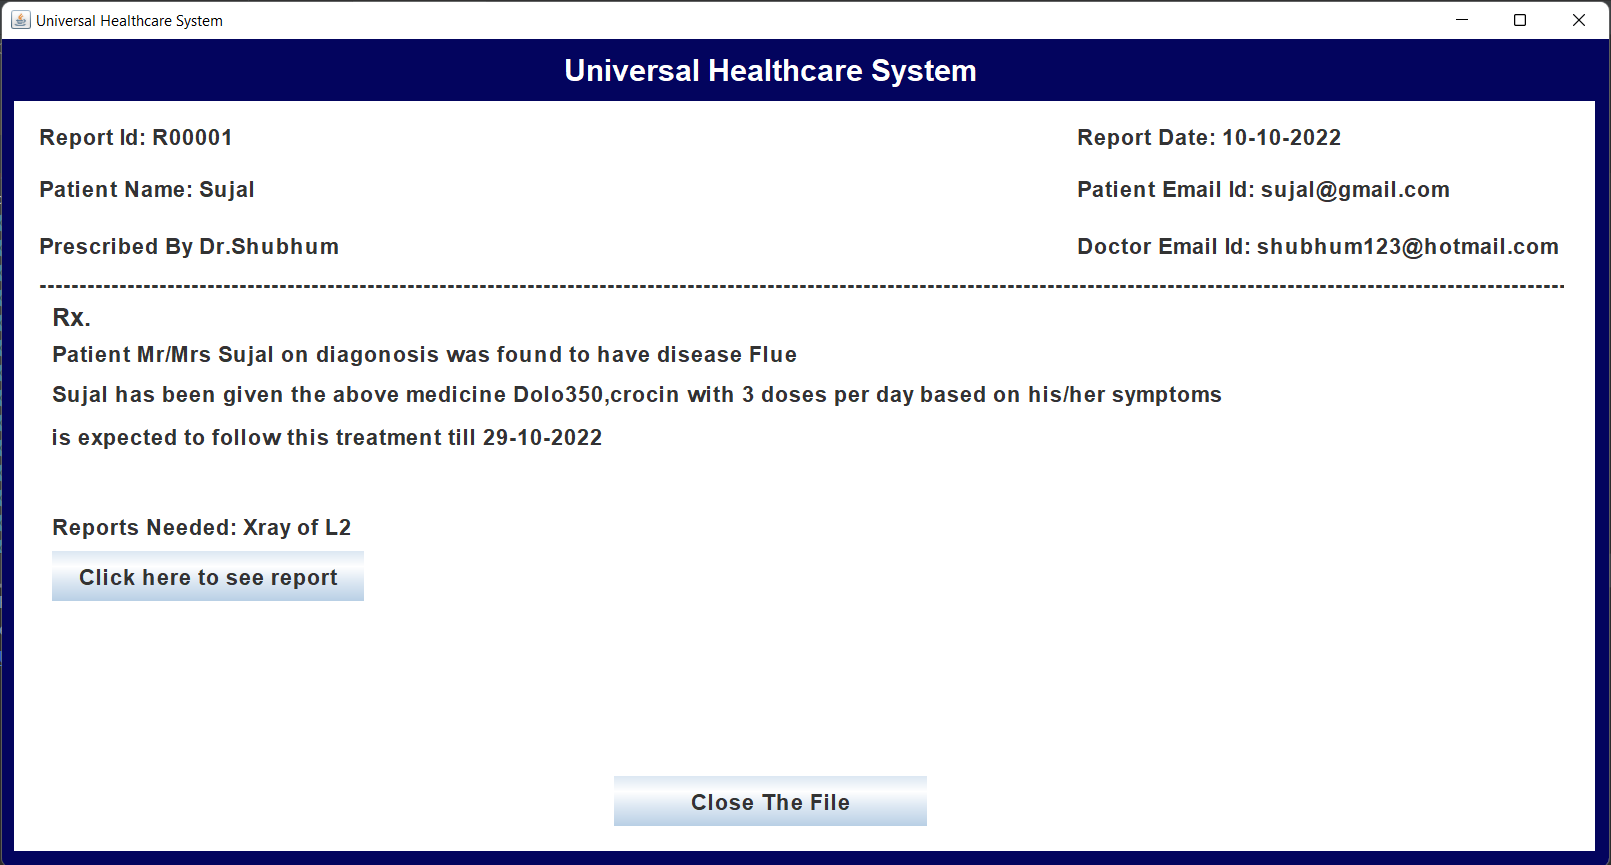 Universal Healthcare System
Universal Healthcare System
Report Id: R00001
Report Date: 10-10-2022
Patient Name: Sujal
Patient Email Id: sujal@gmail.com
Prescribed By Dr.Shubhum
Doctor Email Id: shubhum123@hotmail.com
Rx.
Patient Mr/Mrs Sujal on diagonosis was found to have disease Flue
Sujal has been given the above medicine Dolo350,crocin with 3 doses per day based on his/her symptoms
is expected to follow this treatment till 29-10-2022
Reports Needed: Xray of L2
Click here to see report
Close The File